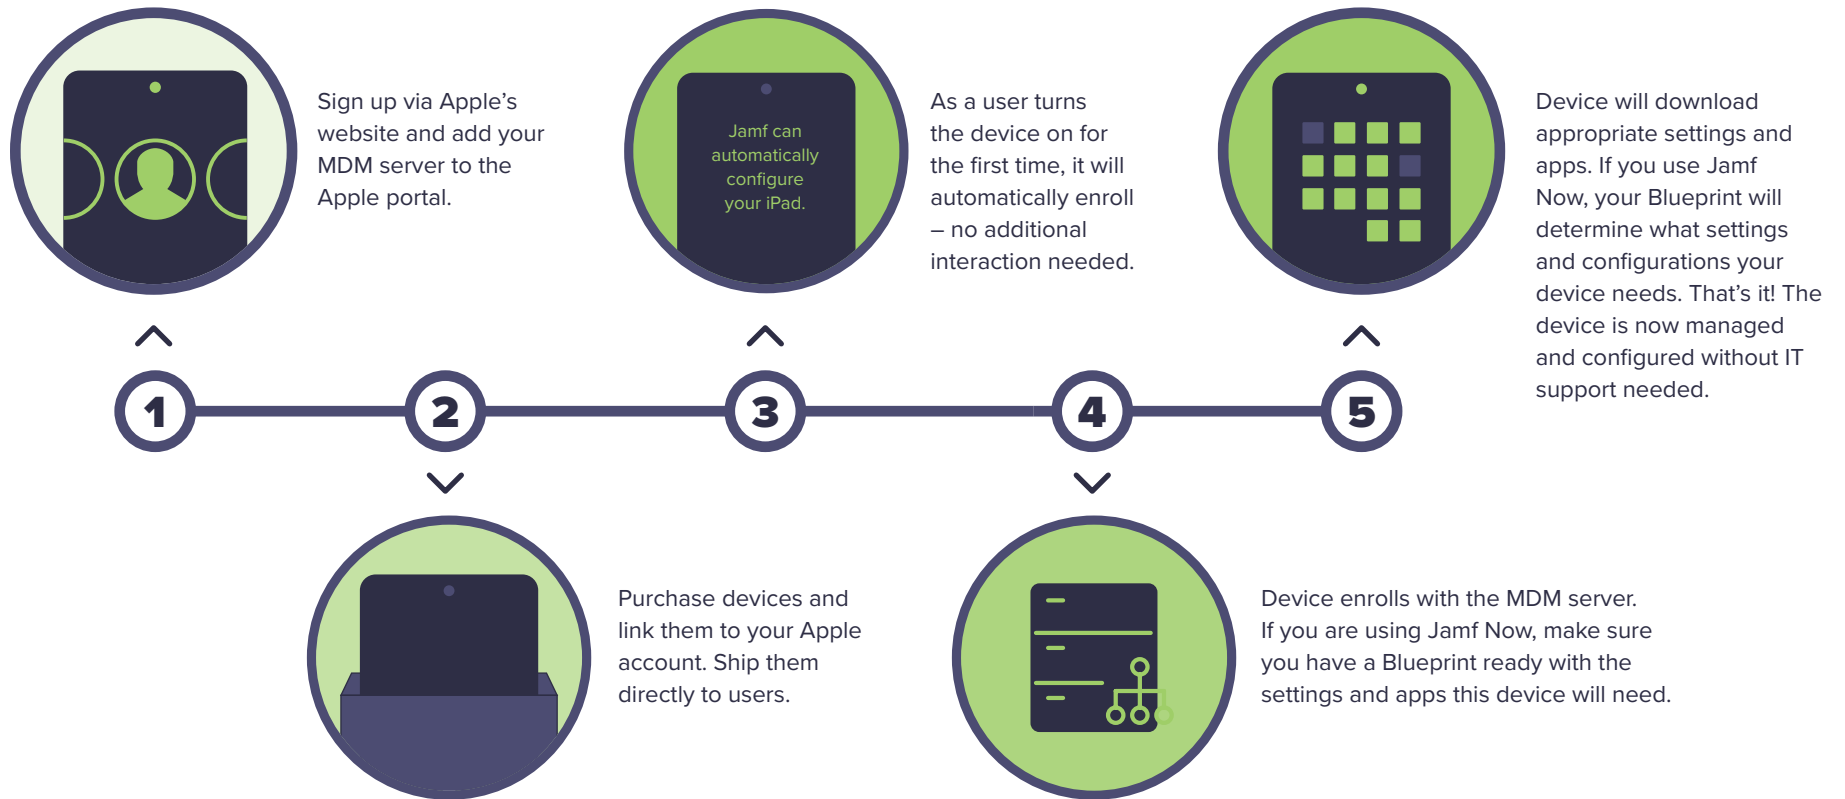 Sign up via Apple’s
website and add your
MDM server to the
Apple portal.
Jamf can
automatically
configure
your iPad.
As a user turns
the device on for
the first time, it will
automatically enroll
– no additional
interaction needed.
Device will download
appropriate settings and
apps. If you use Jamf
Now, your Blueprint will
determine what settings
and configurations your
device needs. That’s it! The
device is now managed
and configured without IT
support needed.
1
2
3
4
5
Purchase devices and
link them to your Apple
account. Ship them
directly to users.
Device enrolls with the MDM server.
If you are using Jamf Now, make sure
you have a Blueprint ready with the
settings and apps this device will need.